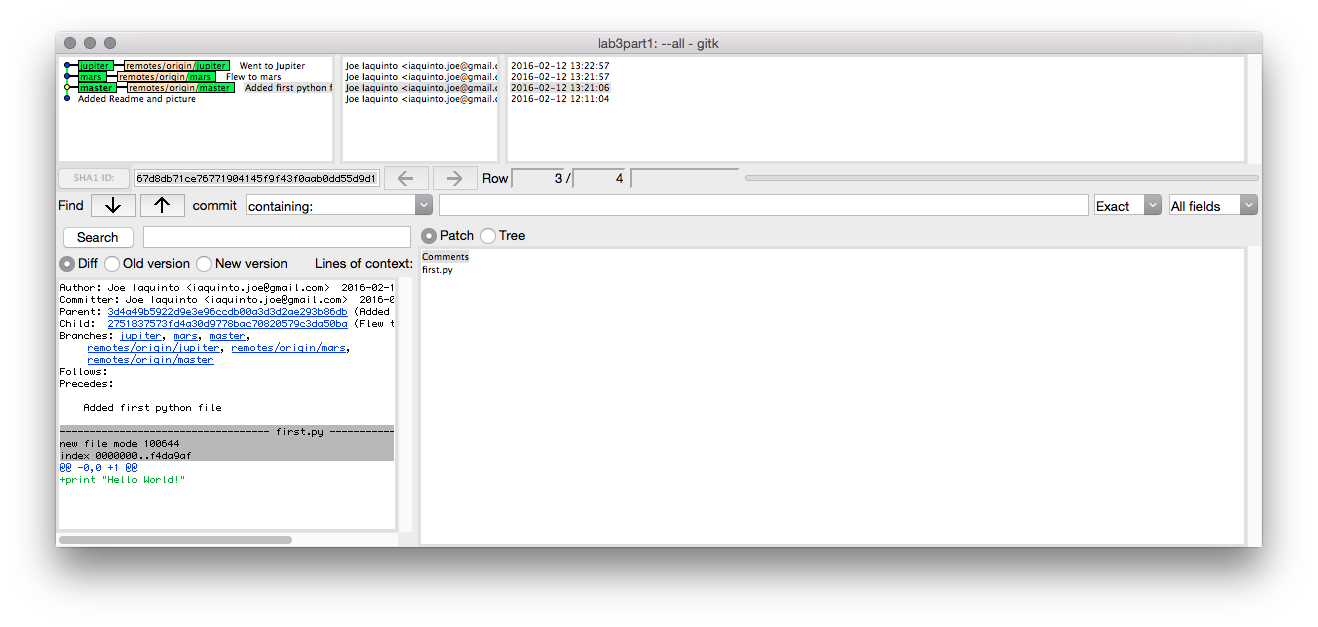 lab3part1: --all - gitk
jupiter remotes/origin/jupiter Went to Jupiter Joe Iaquinto <iaquinto.joe@gmail.c 2016-02-12 13:22:57
mars remotes/origin/mars Flew to mars Joe Iaquinto <iaquinto.joe@gmail.c 2016-02-12 13:21:57
master remotes/origin/master Added first python f Joe Iaquinto <iaquinto.joe@gmail.c 2016-02-12 13:21:06
Added Readme and picture Joe Iaquinto <iaquinto.joe@gmail.c 2016-02-12 12:11:04
SHA1 ID: 67d8db71ce76771904145f9f43f0aab0dd55d9d1 Row 3 / 4
Find commit containing: Exact All fields
Search Patch Tree
Diff Old version New version Lines of context:
Comments
first.py
Author: Joe Iaquinto <iaquinto.joe@gmail.com> 2016-02-1
Committer: Joe Iaquinto <iaquinto.joe@gmail.com> 2016-0
Parent: 3d4a49b5922d9e3e96ccdb00a3d3d2ae293b86db (Added
Child: 2751837573fd4a30d9778bac70820579c3da50ba (Flew t
Branches: jupiter, mars, master,
remotes/origin/jupiter, remotes/origin/mars,
remotes/origin/master
Follows:
Precedes:
Added first python file
----------------------------------- first.py -----------
new file mode 100644
index 0000000..f4da9af
@@ -0,0 +1 @@
+print "Hello World!"